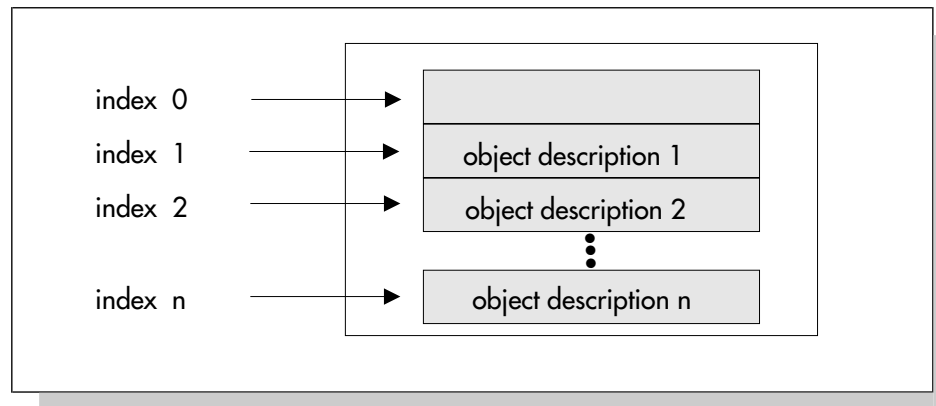 index 0
index 1
object description 1
index 2
object description 2
index n
object description n